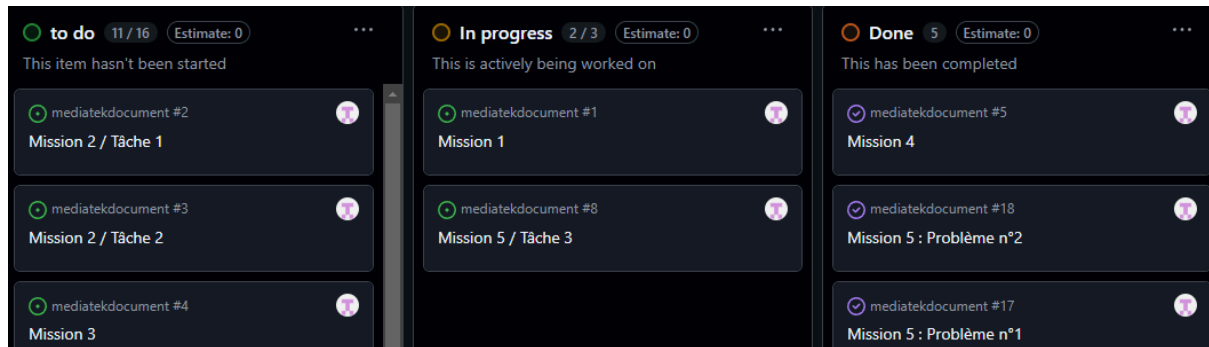 to do 11 / 16 Estimate: 0 ...
This item hasn't been started
mediatekdocument #2
Mission 2 / Tâche 1
mediatekdocument #3
Mission 2 / Tâche 2
mediatekdocument #4
Mission 3
In progress 2 / 3 Estimate: 0 ...
This is actively being worked on
mediatekdocument #1
Mission 1
mediatekdocument #8
Mission 5 / Tâche 3
Done 5 Estimate: 0 ...
This has been completed
mediatekdocument #5
Mission 4
mediatekdocument #18
Mission 5 : Problème n°2
mediatekdocument #17
Mission 5 : Problème n°1